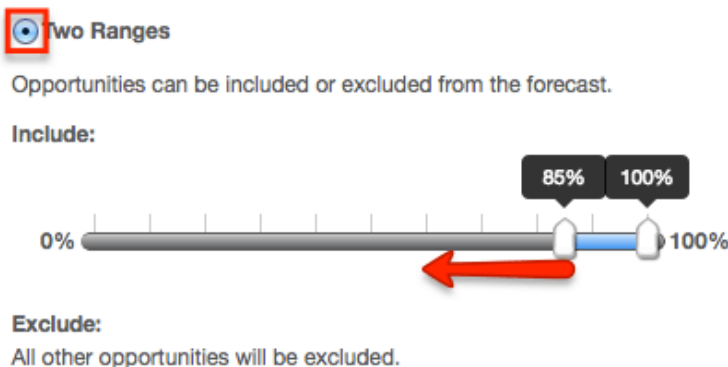 Two Ranges
Opportunities can be included or excluded from the forecast.
Include:
85% 100%
0% 100%
Exclude:
All other opportunities will be excluded.